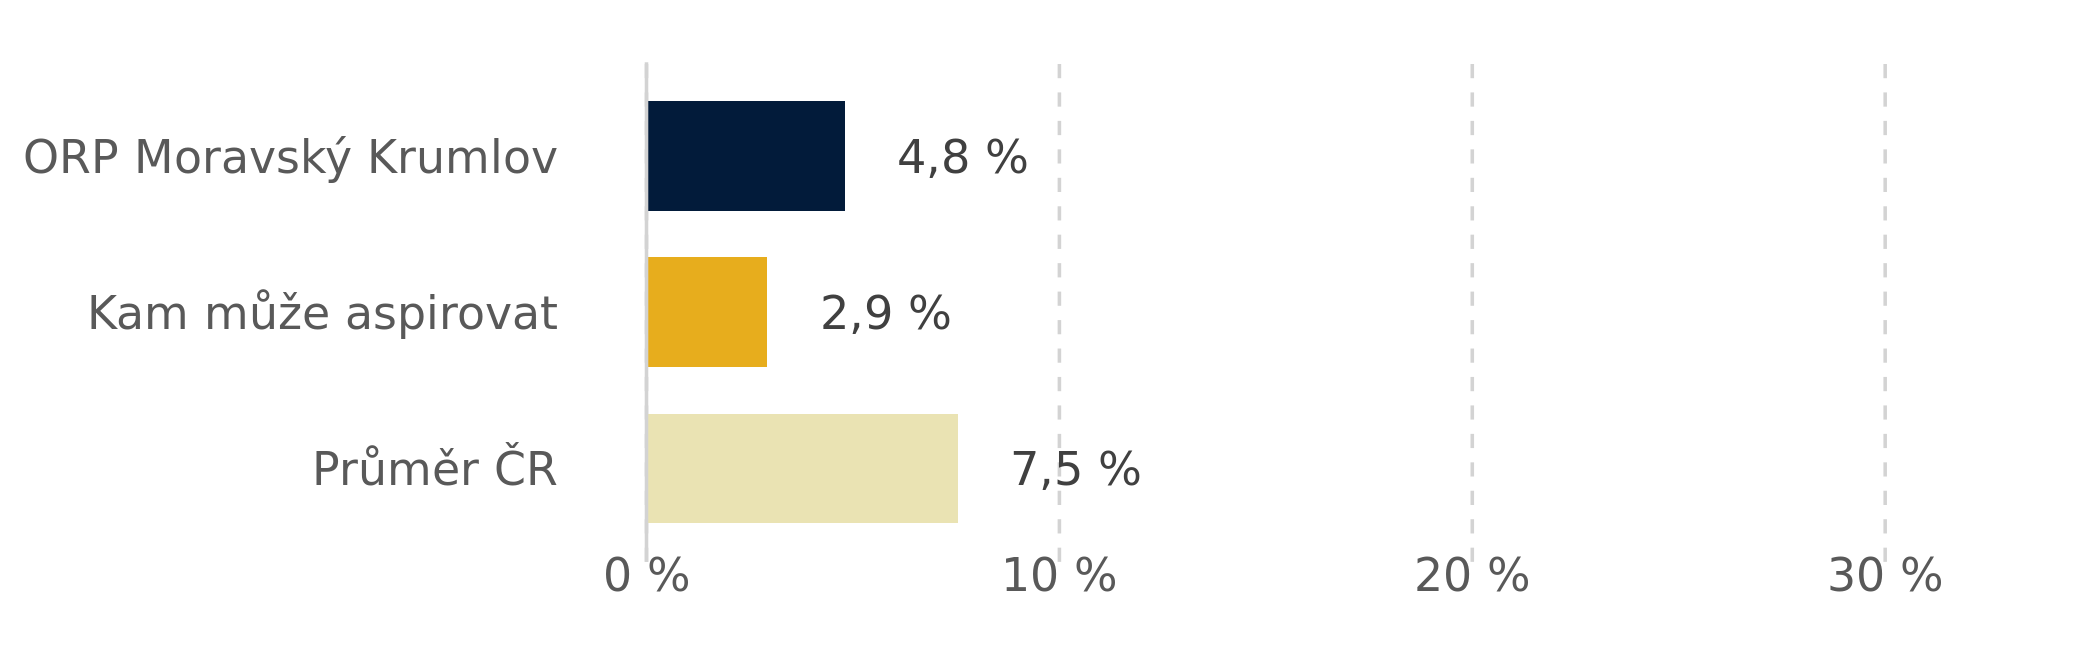 ORP Moravský Krumlov 4,8 %
Kam může aspirovat 2,9 %
Průměr ČR 7,5 %
0 % 10 % 20 % 30 %